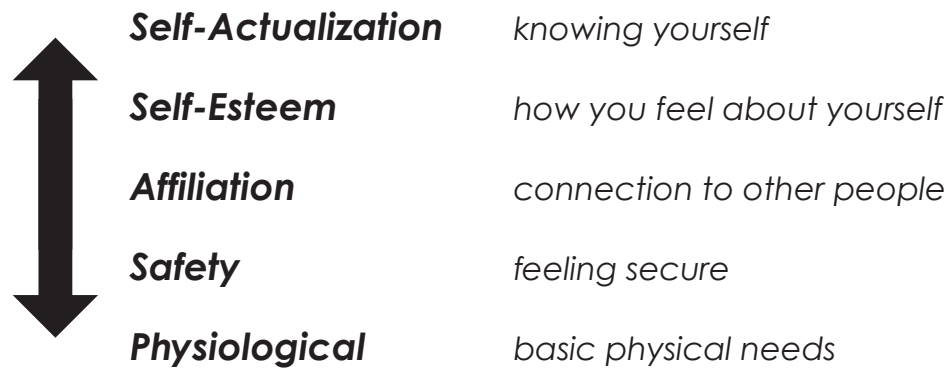 Self-Actualization knowing yourself
Self-Esteem how you feel about yourself
Affiliation connection to other people
Safety feeling secure
Physiological basic physical needs